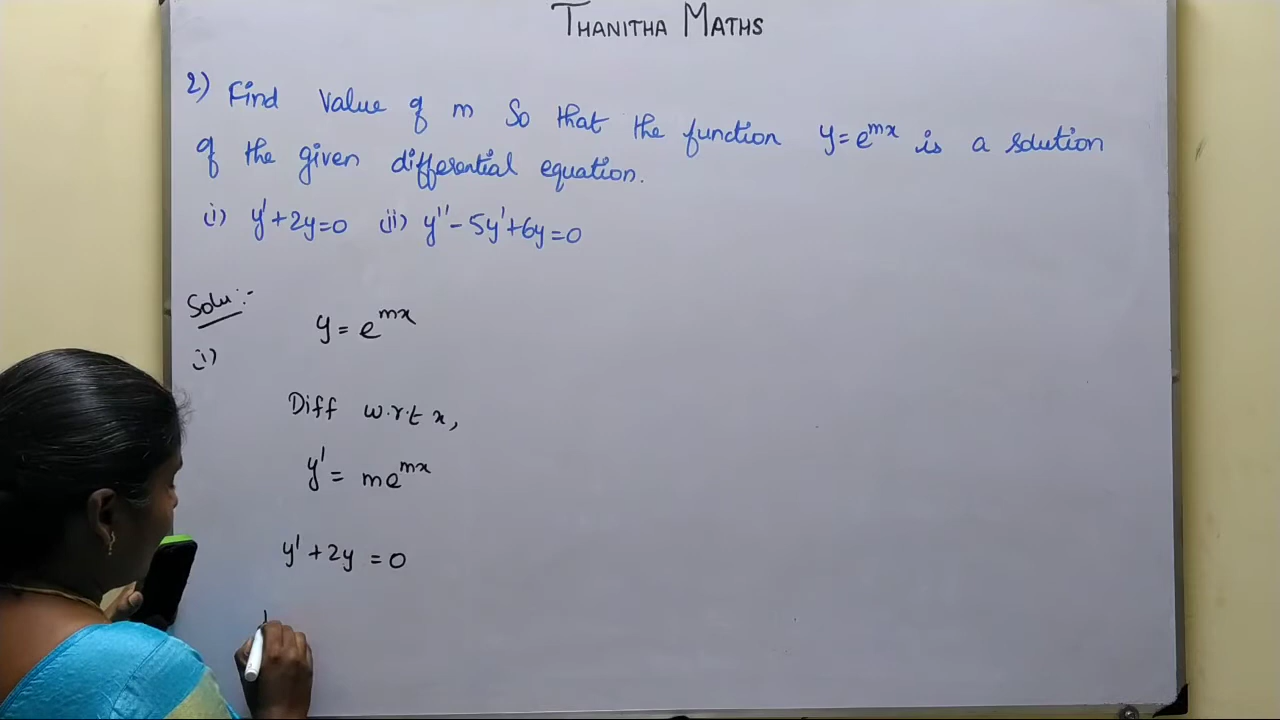 THANITHA MATHS
2) Find value of m So that the function y=e^mx is a solution
of the given differential equation.
(i) y'+2y=0 (ii) y''-5y'+6y=0
Solu:-
(i) y = e^mx
Diff w.r.t x,
y' = me^mx
y' + 2y = 0